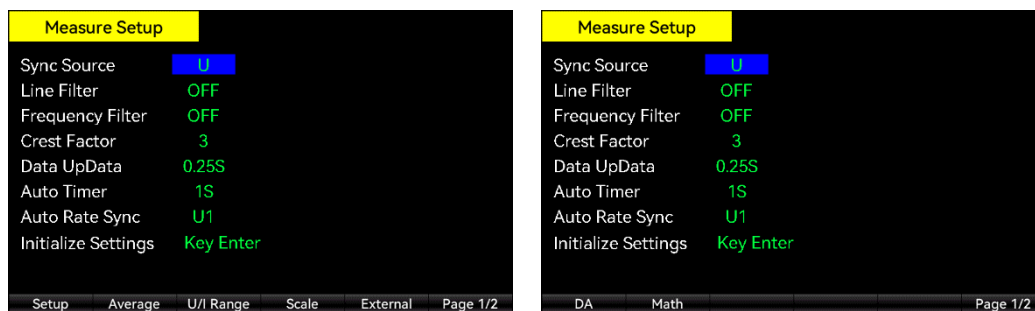 Measure Setup
Sync Source U
Line Filter OFF
Frequency Filter OFF
Crest Factor 3
Data UpData 0.25S
Auto Timer 1S
Auto Rate Sync U1
Initialize Settings Key Enter
Setup Average U/I Range Scale External Page 1/2
Measure Setup
Sync Source U
Line Filter OFF
Frequency Filter OFF
Crest Factor 3
Data UpData 0.25S
Auto Timer 1S
Auto Rate Sync U1
Initialize Settings Key Enter
DA Math Page 1/2